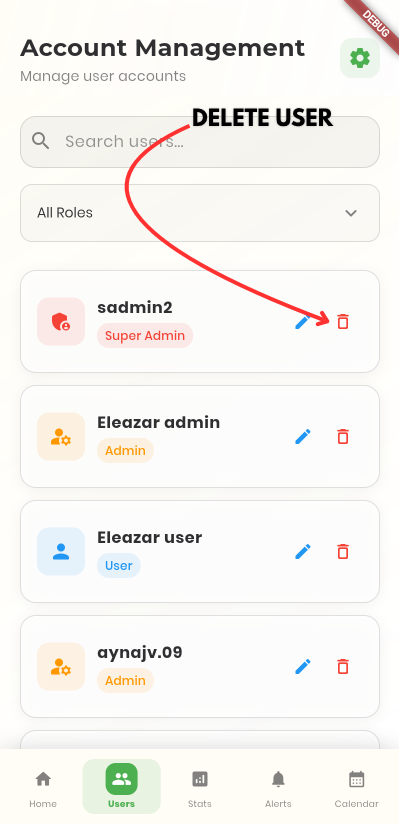 DEBUG
Account Management
Manage user accounts
DELETE USER
Search users...
All Roles
sadmin2
Super Admin
Eleazar admin
Admin
Eleazar user
User
aynajv.09
Admin
Home
Users
Stats
Alerts
Calendar